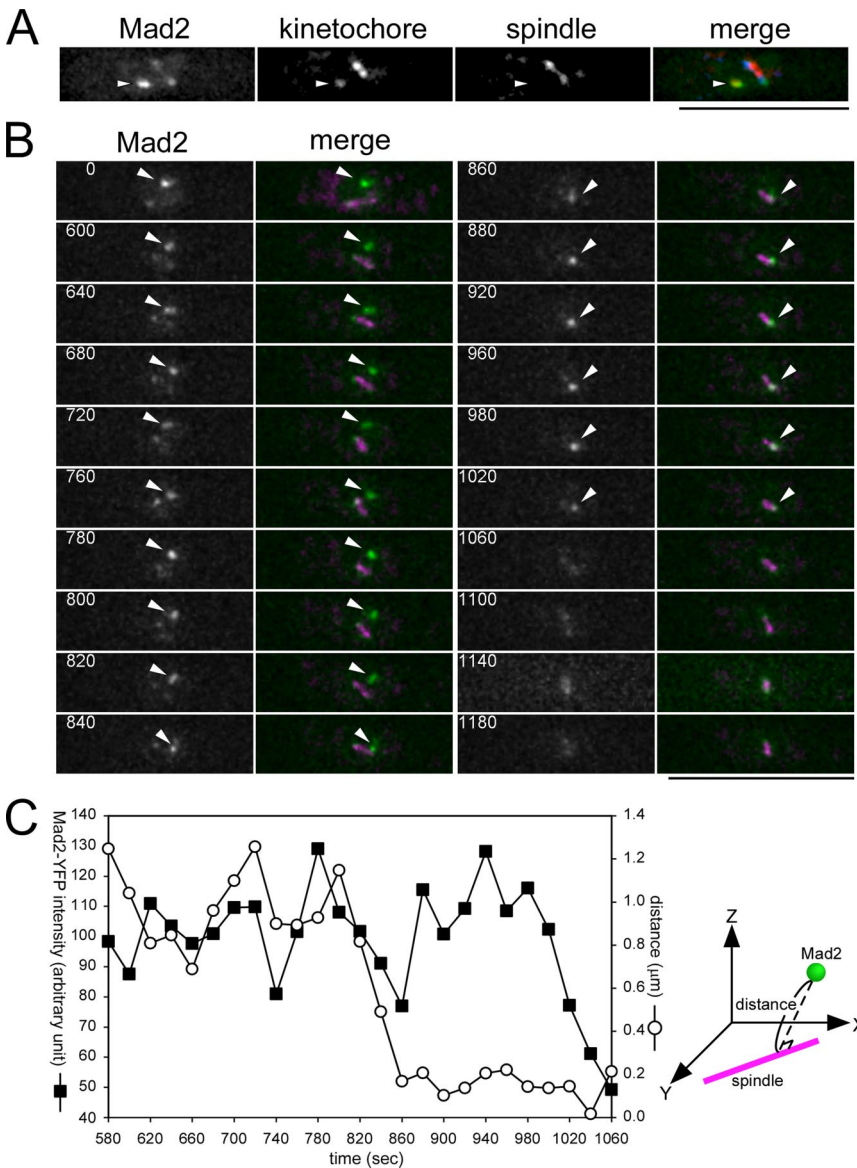 A
Mad2 kinetochore spindle merge
B
Mad2 merge
0 860
600 880
640 920
680 960
720 980
760 1020
780 1060
800 1100
820 1140
840 1180
C
Mad2-YFP intensity (arbitrary unit)
140
130
120
110
100
90
80
70
60
50
40
1.4
1.2
1.0
0.8
0.6
0.4
0.2
0.0
distance (μm)
580 620 660 700 740 780 820 860 900 940 980 1020 1060
time (sec)
Z
Mad2
distance
X
spindle
Y